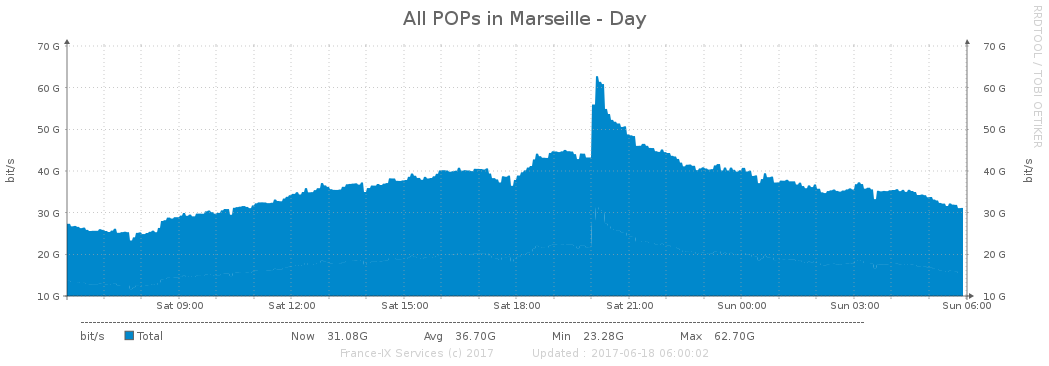 All POPs in Marseille - Day
RRDTOOL / TOBI OETIKER
bit/s
70 G
60 G
50 G
40 G
30 G
20 G
10 G
70 G
60 G
50 G
40 G
30 G
20 G
10 G
bit/s
Sat 09:00 Sat 12:00 Sat 15:00 Sat 18:00 Sat 21:00 Sun 00:00 Sun 03:00 Sun 06:00
bit/s Total Now 31.08G Avg 36.70G Min 23.28G Max 62.70G
France-IX Services (c) 2017 Updated : 2017-06-18 06:00:02